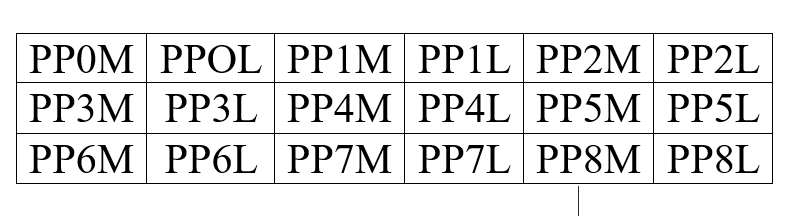 PP0M PPOL PP1M PP1L PP2M PP2L
PP3M PP3L PP4M PP4L PP5M PP5L
PP6M PP6L PP7M PP7L PP8M PP8L